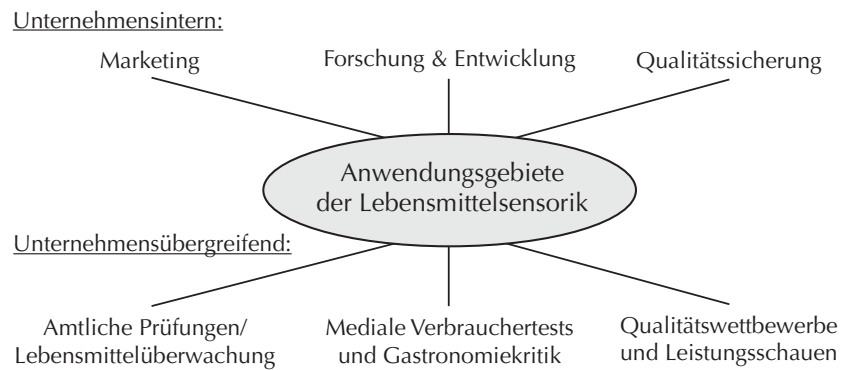 Unternehmensintern:
Marketing
Forschung & Entwicklung
Qualitätssicherung
Anwendungsgebiete
der Lebensmittelsensorik
Unternehmensübergreifend:
Amtliche Prüfungen/
Lebensmittelüberwachung
Mediale Verbrauchertests
und Gastronomiekritik
Qualitätswettbewerbe
und Leistungsschauen